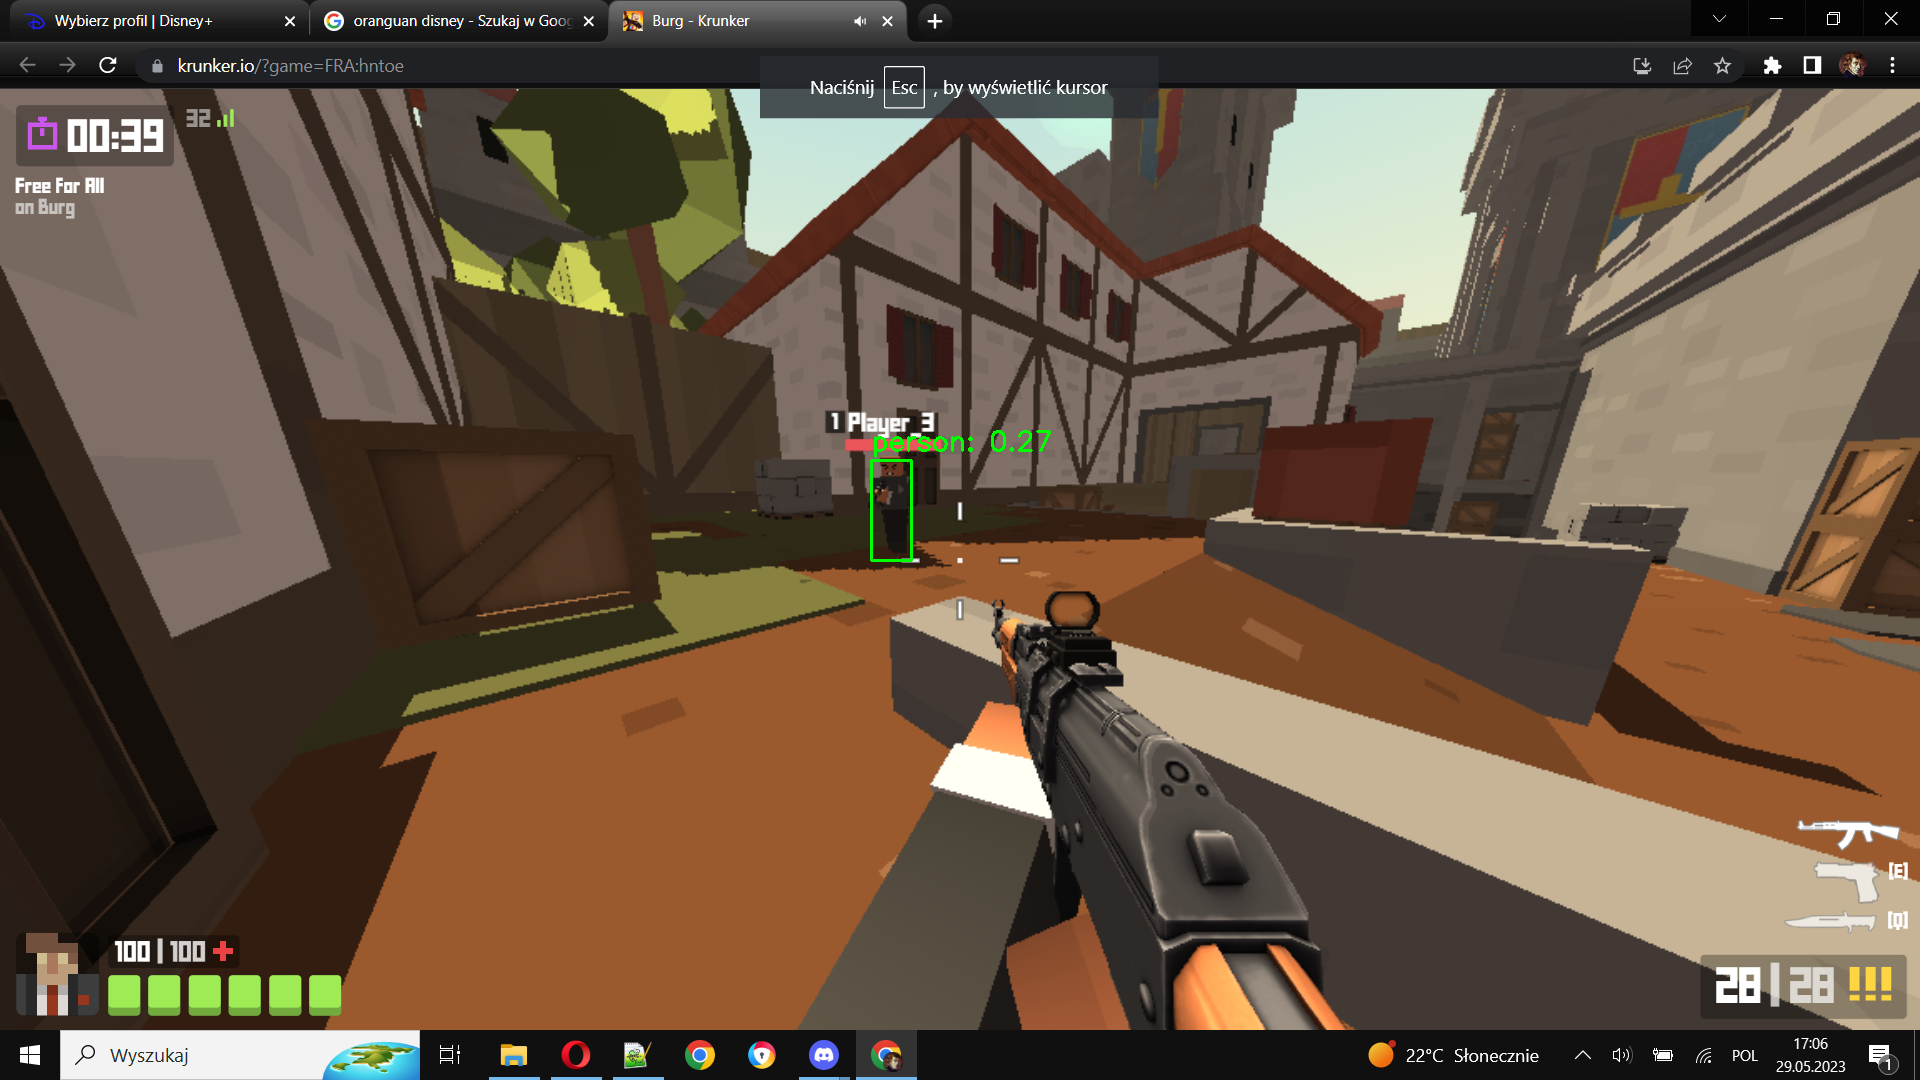 Wybierz profil | Disney+
oranguan disney - Szukaj w Goog
Burg - Krunker
krunker.io/?game=FRA:hntoe
Naciśnij Esc , by wyświetlić kursor
00:39
32
Free For All
on Burg
1 Player_3
person: 0.27
[E]
[Q]
100 | 100
28 | 28 !!!
Wyszukaj
22°C Słonecznie
POL
17:06
29.05.2023
1